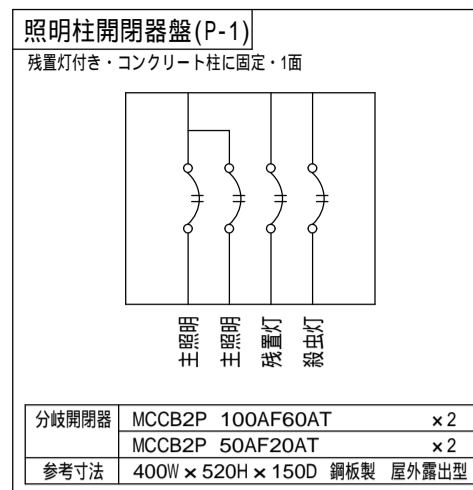 照明柱開閉器盤(P-1)
残置灯付き・コンクリート柱に固定・1面
主照明
主照明
残置灯
殺虫灯
分岐開閉器 MCCB2P 100AF60AT ×2
MCCB2P 50AF20AT ×2
参考寸法 400W×520H×150D 鋼板製 屋外露出型